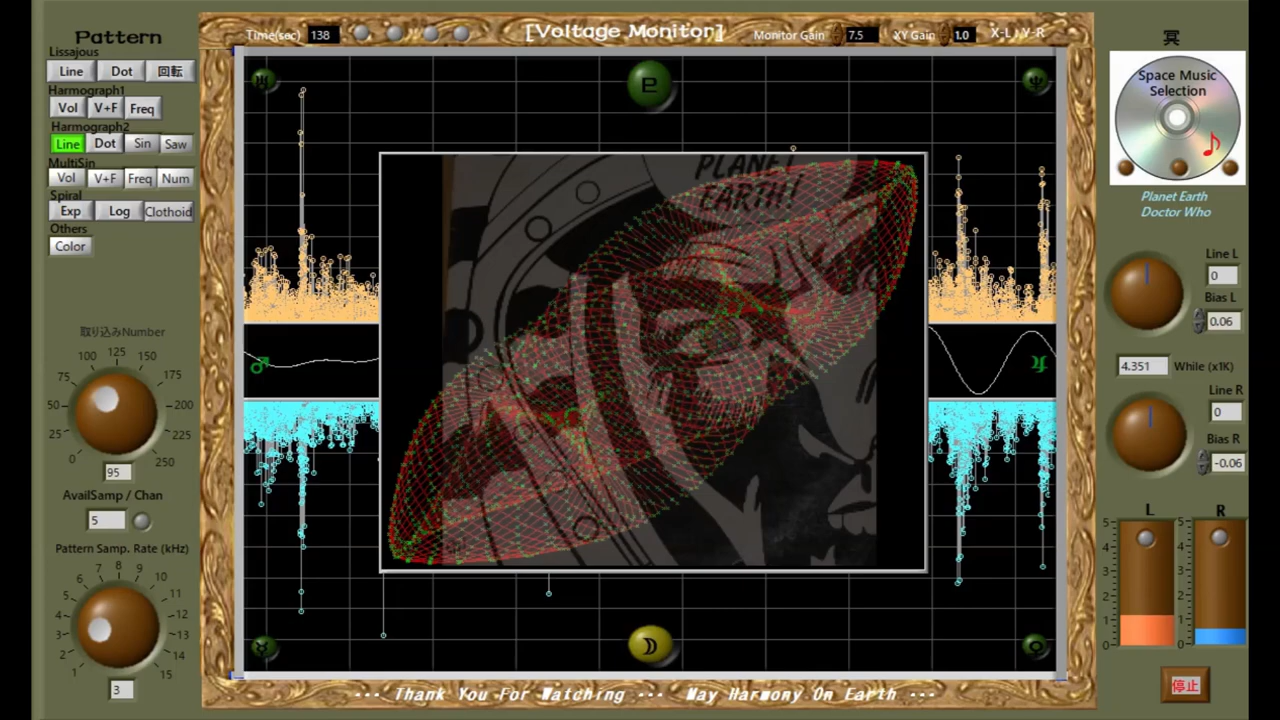 Pattern
Lissajous
Line Dot 回転
Harmograph1
Vol V+F Freq
Harmograph2
Line Dot Sin Saw
MultiSin
Vol V+F Freq Num
Spiral
Exp Log Clothoid
Others
Color
取り込みNumber
0 25 50 75 100 125 150 175 200 225 250
95
AvailSamp / Chan
5
Pattern Samp. Rate (kHz)
1 2 3 4 5 6 7 8 9 10 11 12 13 14 15
3
Time(sec) 138 [Voltage Monitor] Monitor Gain 7.5 XY Gain 1.0 X-L / Y-R
PLANET
EARTH!
--- Thank You For Watching --- May Harmony On Earth ---
冥
Space Music
Selection
Planet Earth
Doctor Who
Line L
0
Bias L
0.06
4.351 While (x1K)
Line R
0
Bias R
-0.06
L R
5 5
4 4
3 3
2 2
1 1
0 0
停止